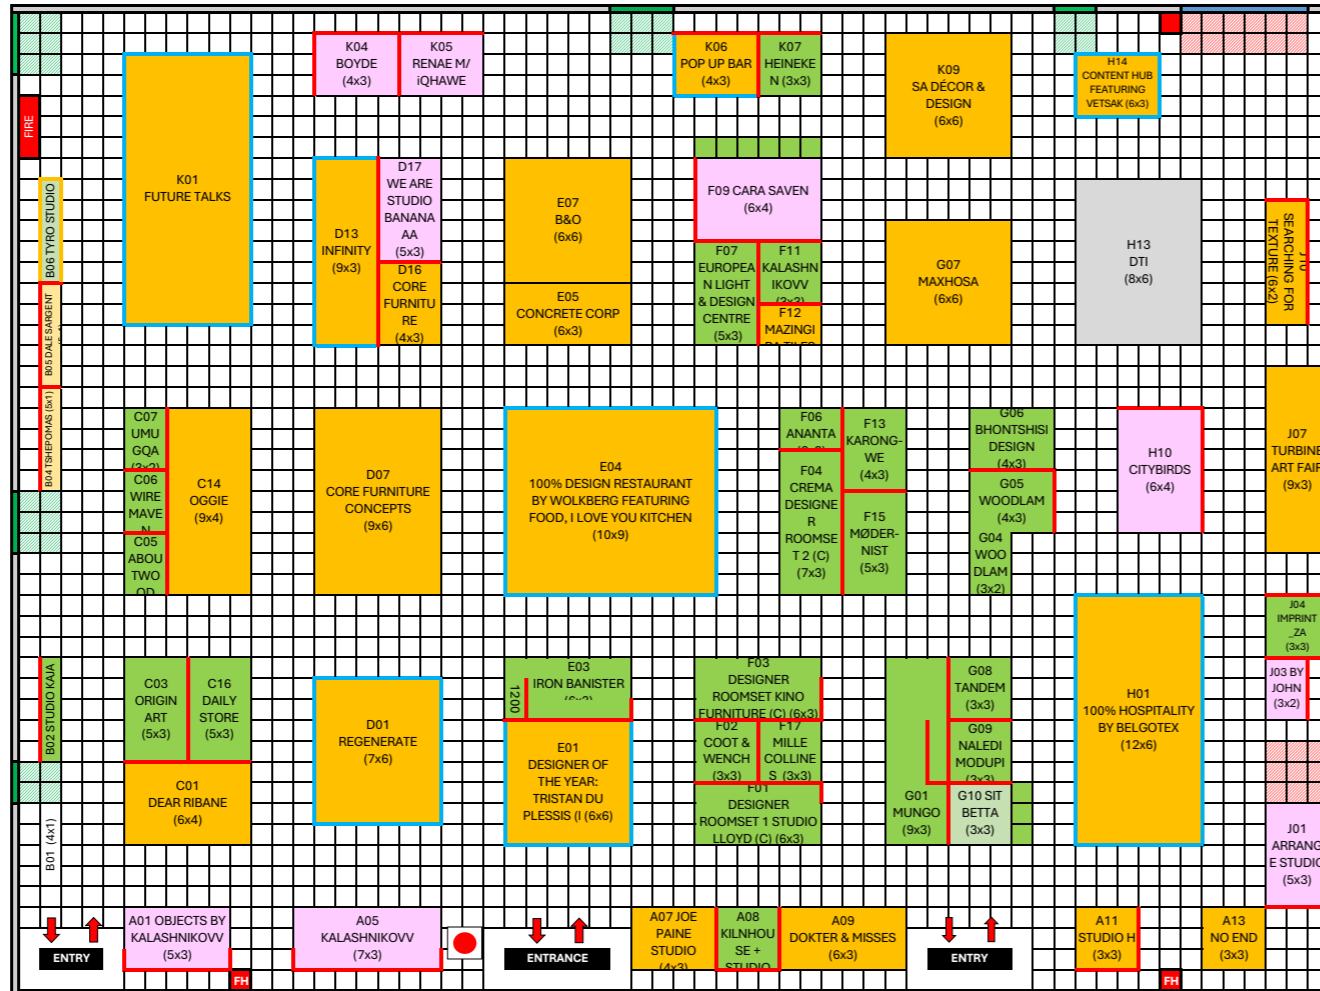 K04
BOYDE
(4x3)
K05
RENAE M/
iQHAWE
K06
POP UP BAR
(4x3)
K07
HEINEKE
N (3x3)
K09
SA DÉCOR &
DESIGN
(6x6)
H14
CONTENT HUB
FEATURING
VETSAK (6x3)
FIRE
K01
FUTURE TALKS
B06 TYRO STUDIO
D13
INFINITY
(9x3)
D17
WE ARE
STUDIO
BANANA
AA
(5x3)
D16
CORE
FURNITU
RE
(4x3)
E07
B&O
(6x6)
E05
CONCRETE CORP
(6x3)
F09 CARA SAVEN
(6x4)
F07
EUROPEA
N LIGHT
& DESIGN
CENTRE
(5x3)
F11
KALASHN
IKOVV
(3x3)
F12
MAZINGI
G07
MAXHOSA
(6x6)
H13
DTI
(8x6)
J10
SEARCHING FOR
TEXTURE (6x2)
B05 DALE SARGENT
B04 TSHEPOMAS (5x1)
C07
UMU
GQA
(3x2)
C06
WIRE
MAVE
N
C05
ABOU
TWO
OD
C14
OGGIE
(9x4)
D07
CORE FURNITURE
CONCEPTS
(9x6)
E04
100% DESIGN RESTAURANT
BY WOLKBERG FEATURING
FOOD, I LOVE YOU KITCHEN
(10x9)
F06
ANANTA
F04
CREMA
DESIGNE
R
ROOMSE
T 2 (C)
(7x3)
F13
KARONG-
WE
(4x3)
F15
MØDER-
NIST
(5x3)
G06
BHONTSHISI
DESIGN
(4x3)
G05
WOODLAM
(4x3)
G04
WOO
DLAM
(3x2)
H10
CITYBIRDS
(6x4)
J07
TURBINE
ART FAIR
(9x3)
J04
IMPRINT
_ZA
(3x3)
J03 BY
JOHN
(3x2)
B02 STUDIO KAJA
C03
ORIGIN
ART
(5x3)
C16
DAILY
STORE
(5x3)
C01
DEAR RIBANE
(6x4)
D01
REGENERATE
(7x6)
1200
E03
IRON BANISTER
E01
DESIGNER OF
THE YEAR:
TRISTAN DU
PLESSIS (I (6x6)
F03
DESIGNER
ROOMSET KINO
FURNITURE (C) (6x3)
F02
COOT &
WENCH
(3x3)
F17
MILLE
COLLINE
S (3x3)
F01
DESIGNER
ROOMSET 1 STUDIO
LLOYD (C) (6x3)
G01
MUNGO
(9x3)
G08
TANDEM
(3x3)
G09
NALEDI
MODUPI
(3x3)
G10 SIT
BETTA
(3x3)
H01
100% HOSPITALITY
BY BELGOTEX
(12x6)
J01
ARRANG
E STUDIO
(5x3)
B01 (4x1)
A01 OBJECTS BY
KALASHNIKOVV
(5x3)
A05
KALASHNIKOVV
(7x3)
A07 JOE
PAINE
STUDIO
(4x3)
A08
KILNHOU
SE +
STUDIO
A09
DOKTER & MISSES
(6x3)
A11
STUDIO H
(3x3)
A13
NO END
(3x3)
ENTRY
ENTRANCE
ENTRY
FH
FH